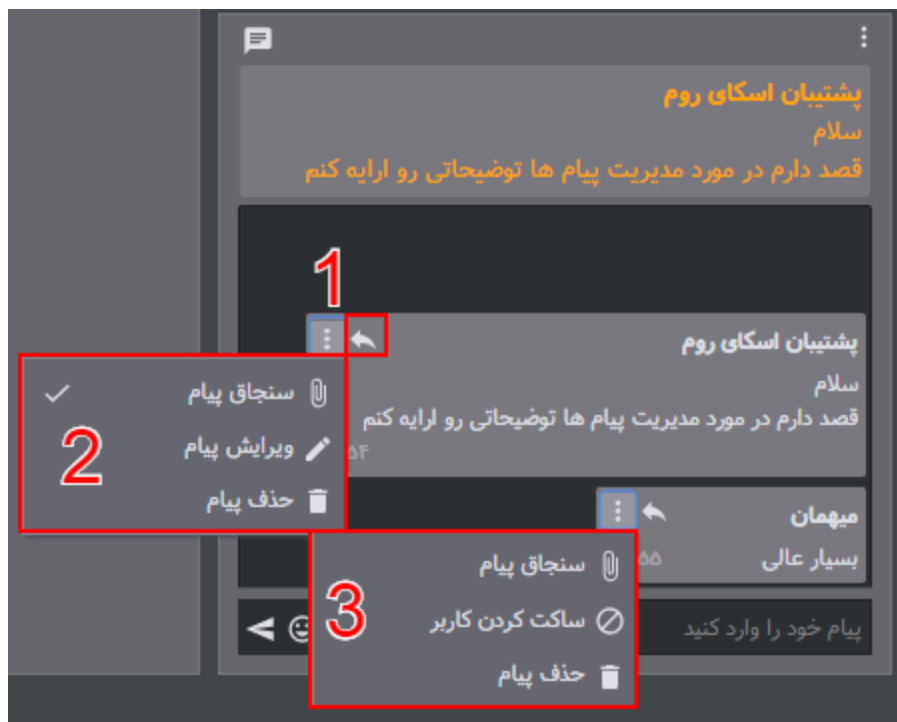 پشتیبان اسکای روم
سلام
قصد دارم در مورد مدیریت پیام ها توضیحاتی رو ارایه کنم
1
پشتیبان اسکای روم
سلام
قصد دارم در مورد مدیریت پیام ها توضیحاتی رو ارایه کنم
۵۴
2
سنجاق پیام
ویرایش پیام
حذف پیام
میهمان
بسیار عالی
۵۵
3
سنجاق پیام
ساکت کردن کاربر
حذف پیام
پیام خود را وارد کنید